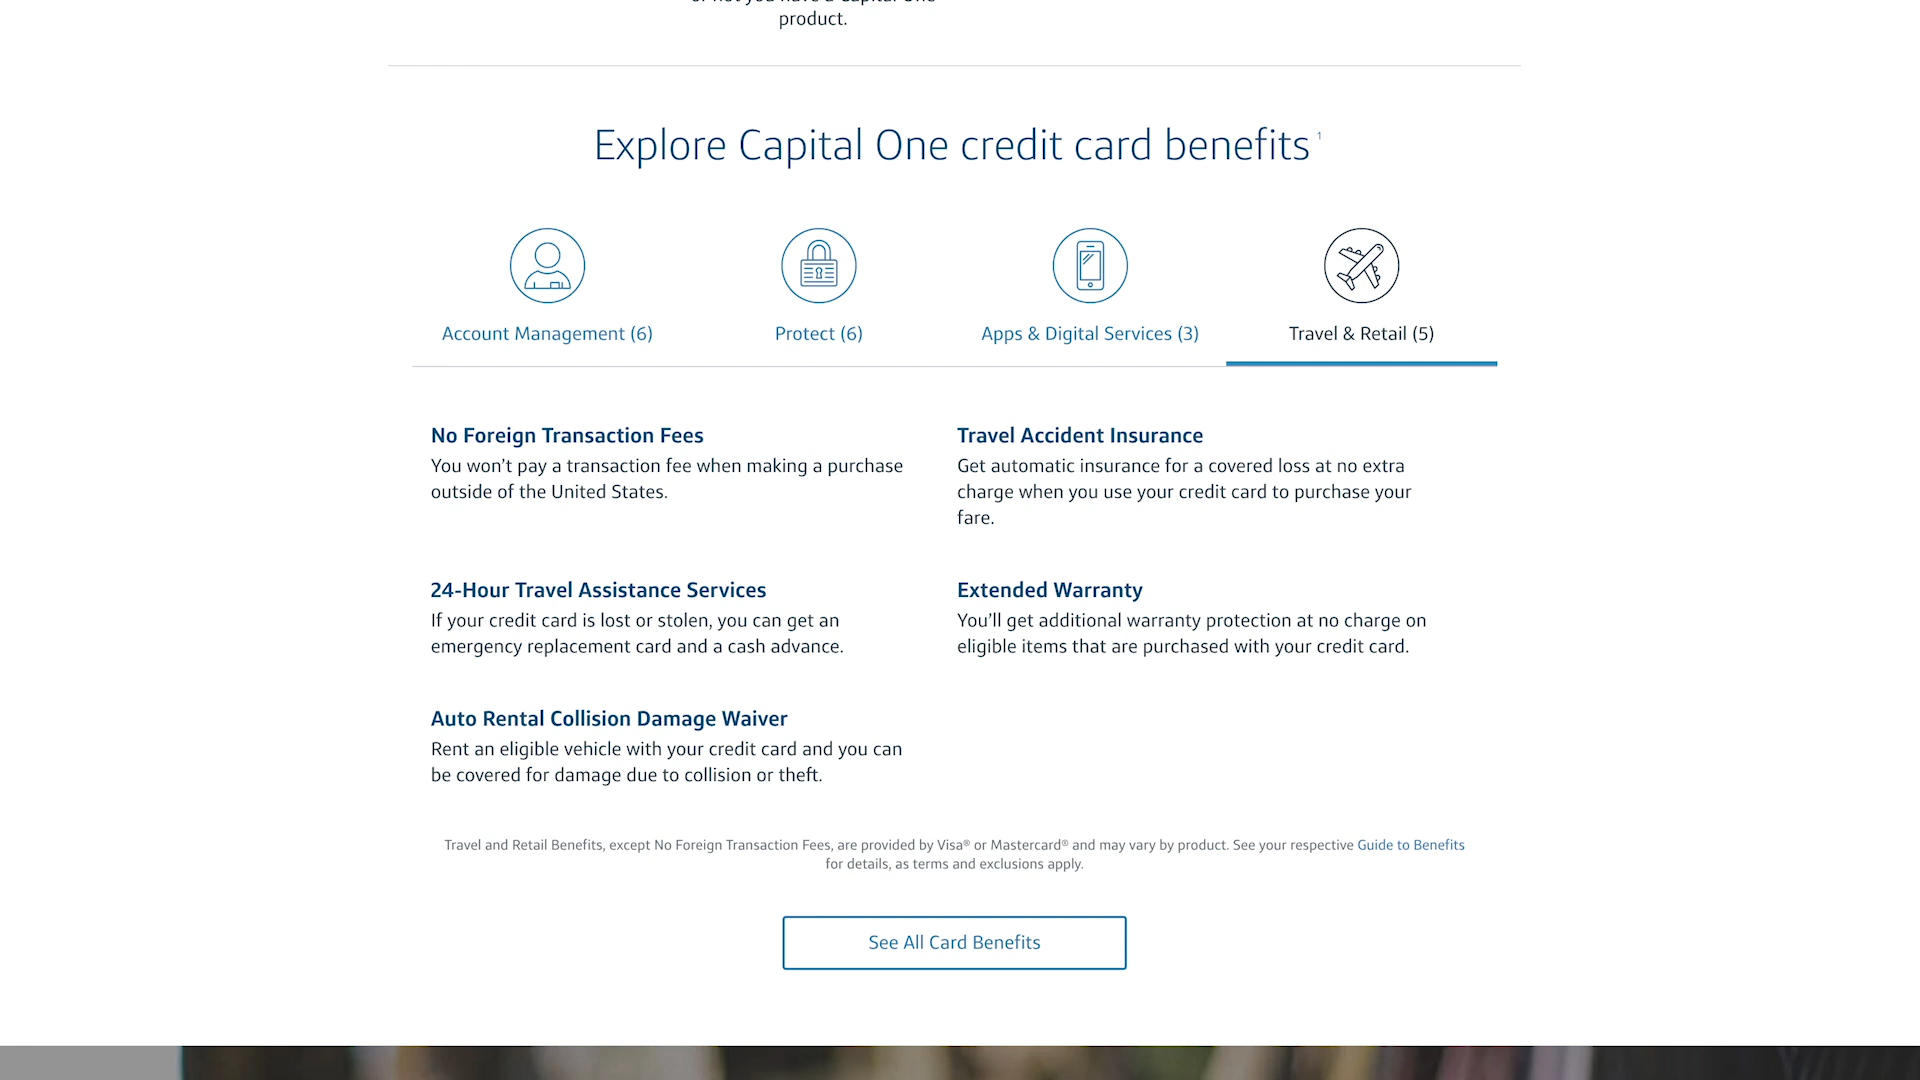 product.
Explore Capital One credit card benefits 1
Account Management (6)
Protect (6)
Apps & Digital Services (3)
Travel & Retail (5)
No Foreign Transaction Fees
You won't pay a transaction fee when making a purchase
outside of the United States.
Travel Accident Insurance
Get automatic insurance for a covered loss at no extra
charge when you use your credit card to purchase your
fare.
24-Hour Travel Assistance Services
If your credit card is lost or stolen, you can get an
emergency replacement card and a cash advance.
Extended Warranty
You'll get additional warranty protection at no charge on
eligible items that are purchased with your credit card.
Auto Rental Collision Damage Waiver
Rent an eligible vehicle with your credit card and you can
be covered for damage due to collision or theft.
Travel and Retail Benefits, except No Foreign Transaction Fees, are provided by Visa® or Mastercard® and may vary by product. See your respective Guide to Benefits
for details, as terms and exclusions apply.
See All Card Benefits